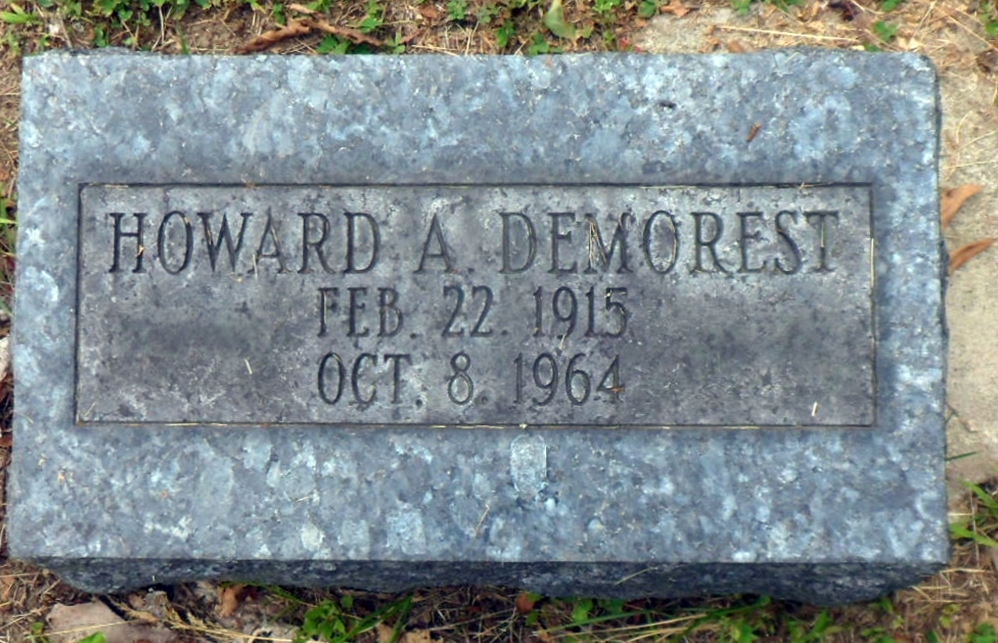 HOWARD A. DEMOREST
FEB. 22. 1915
OCT. 8. 1964